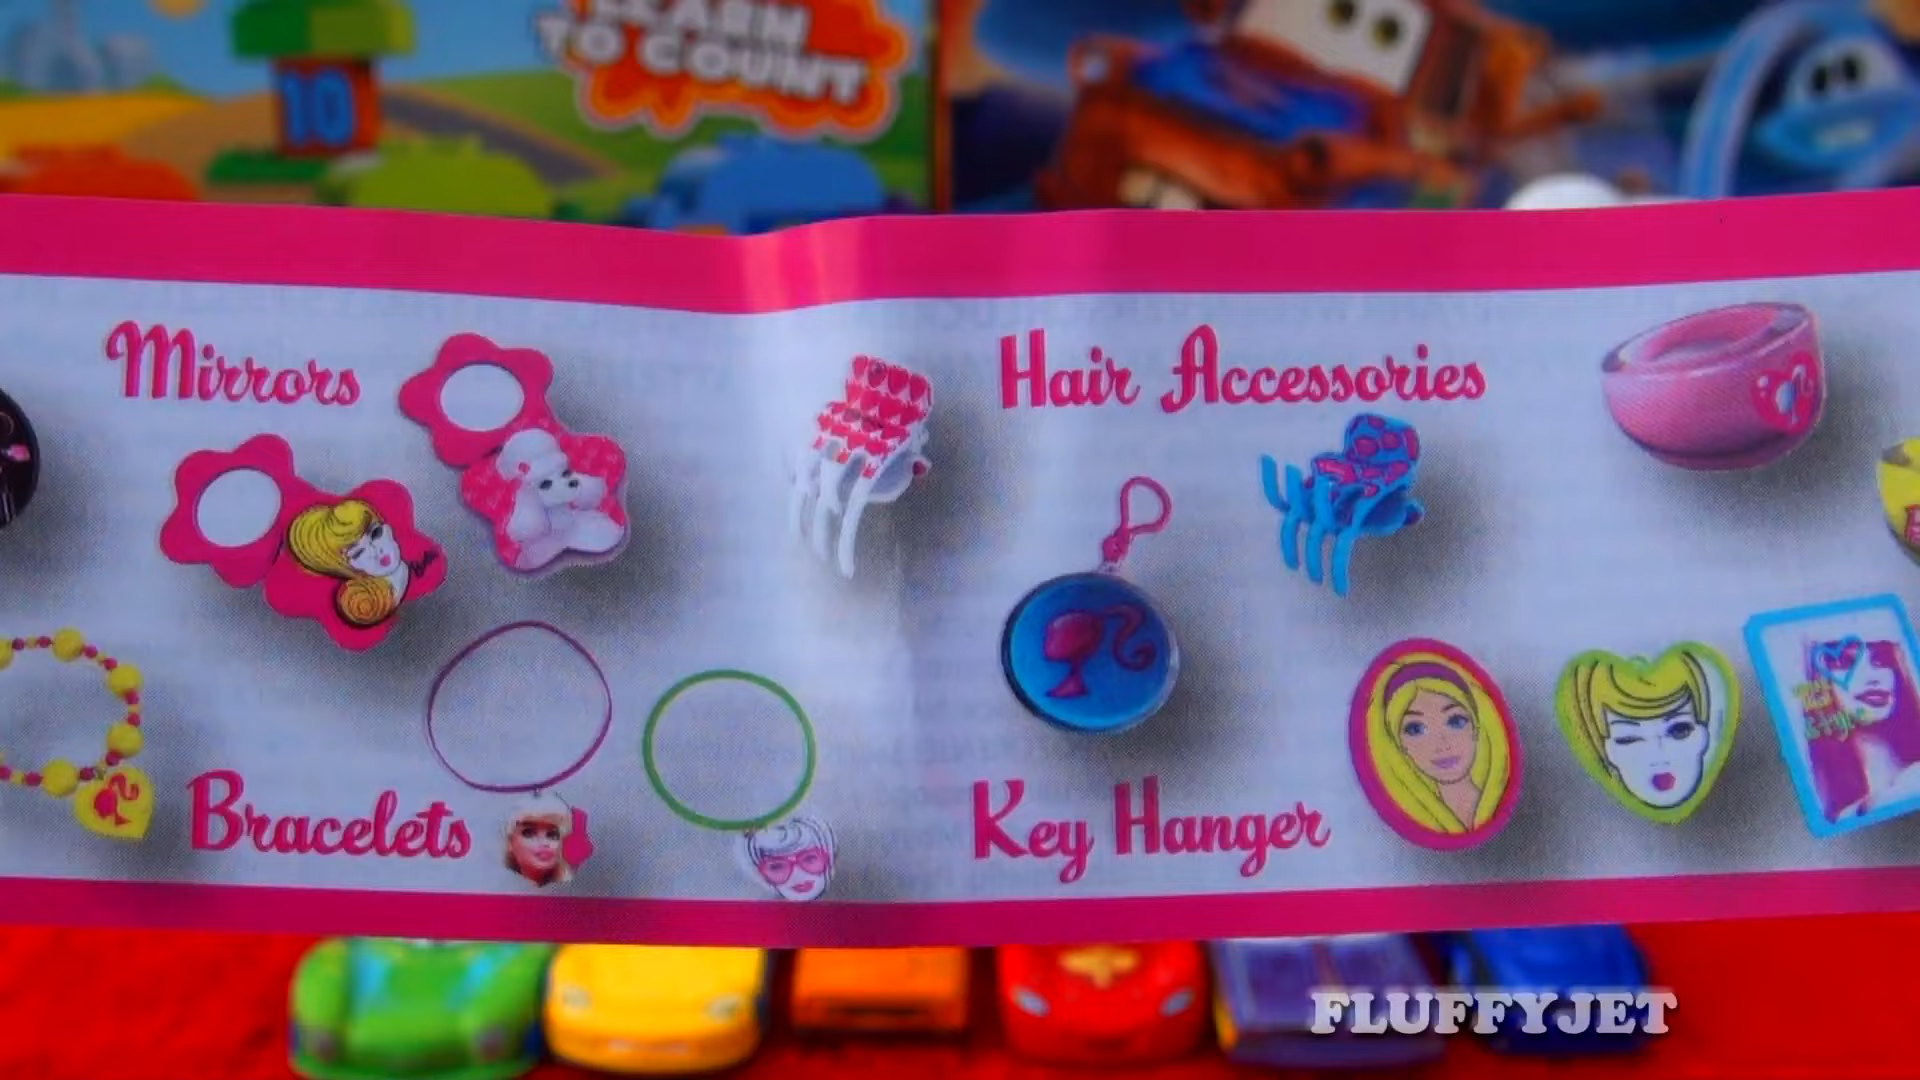 LEARN
TO COUNT
10
Mirrors
Hair Accessories
Bracelets
Key Hanger
FLUFFYJET